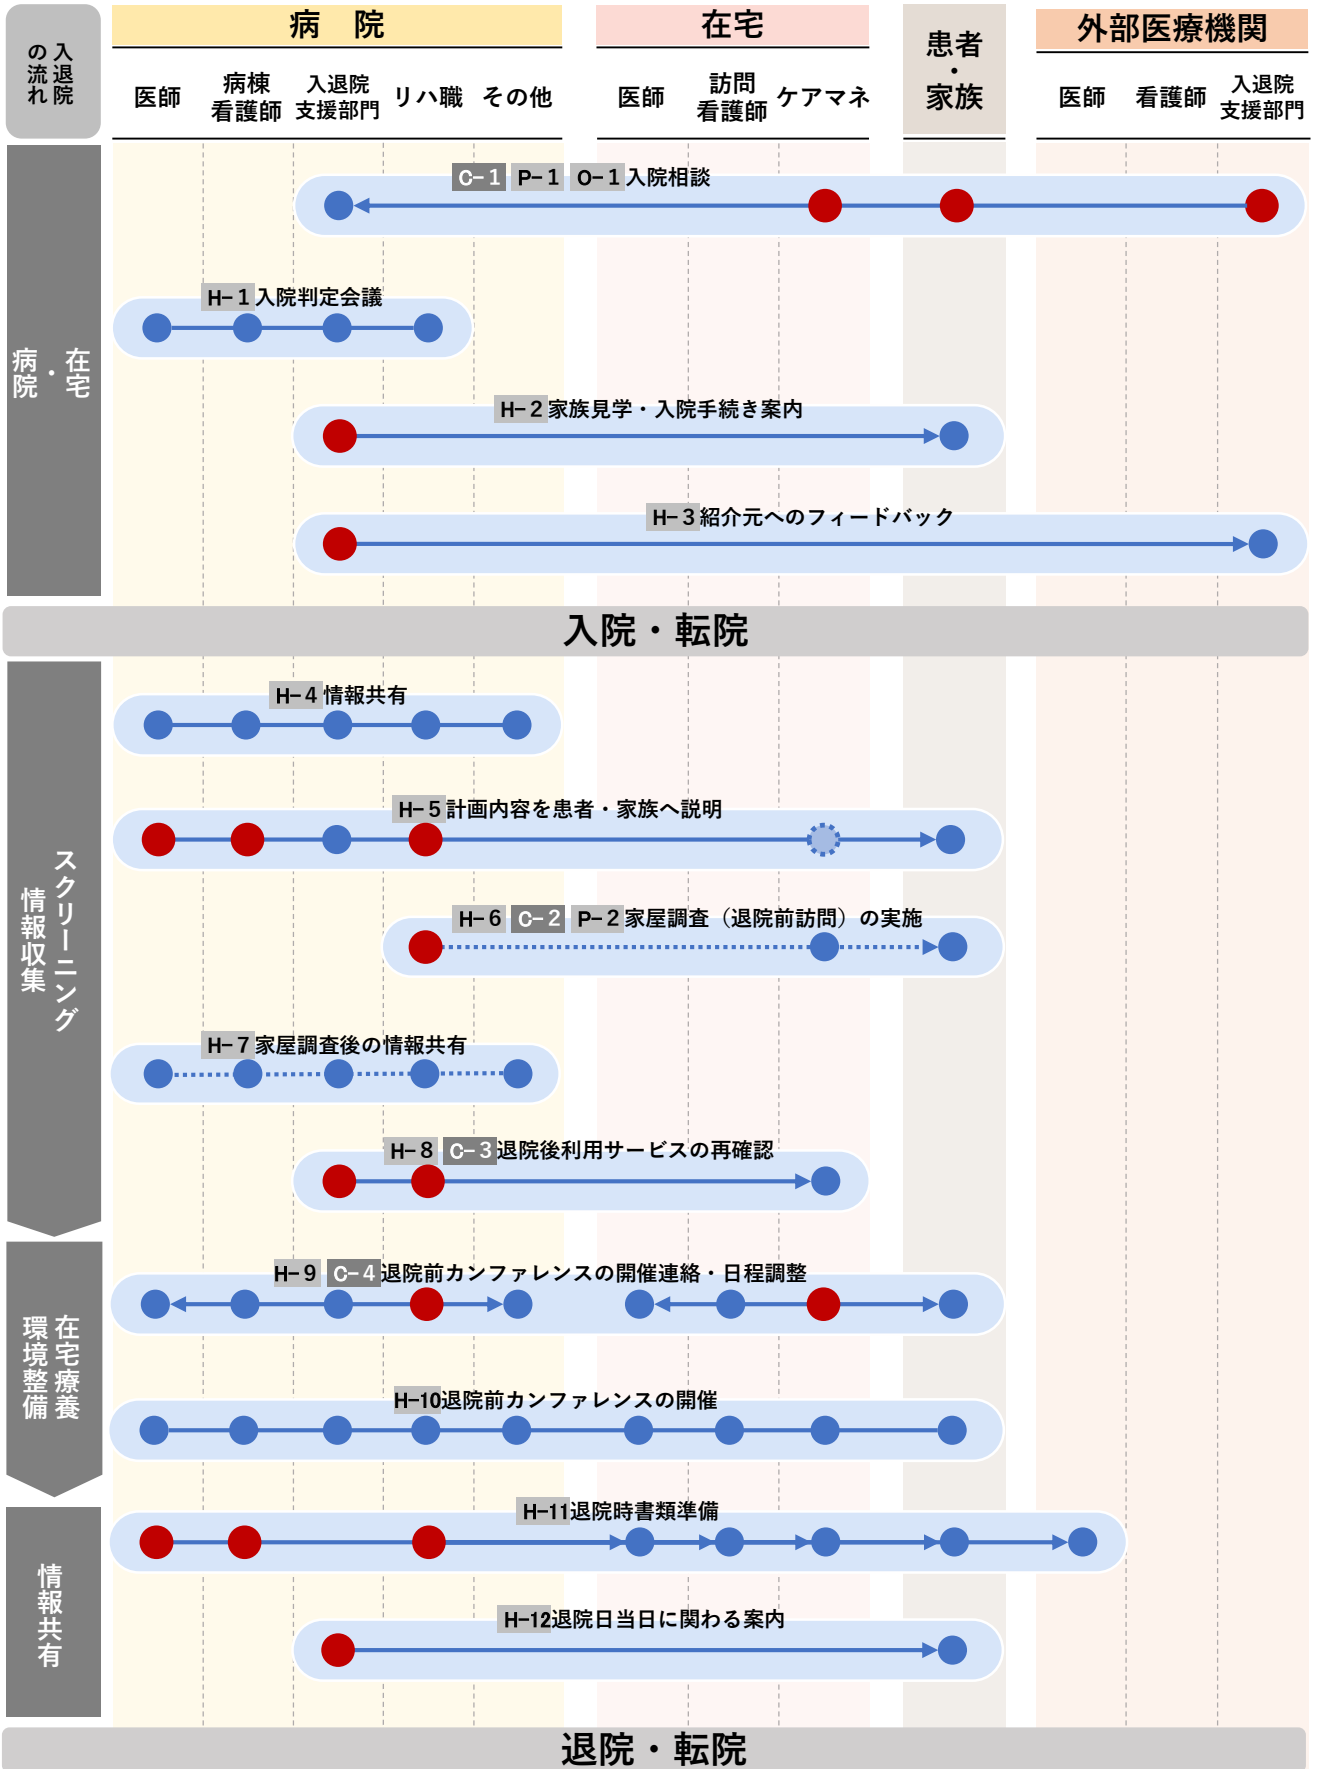 入退院
の流れ
病　院
在宅
患者
・
家族
外部医療機関
医師
病棟
看護師
入退院
支援部門
リハ職
その他
医師
訪問
看護師
ケアマネ
医師
看護師
入退院
支援部門
在宅
・
病院
C-1 P-1 O-1 入院相談
H-1 入院判定会議
H-2 家族見学・入院手続き案内
H-3 紹介元へのフィードバック
入院・転院
スクリーニング
情報収集
H-4 情報共有
H-5 計画内容を患者・家族へ説明
H-6 C-2 P-2 家屋調査（退院前訪問）の実施
H-7 家屋調査後の情報共有
H-8 C-3 退院後利用サービスの再確認
在宅療養
環境整備
H-9 C-4 退院前カンファレンスの開催連絡・日程調整
H-10 退院前カンファレンスの開催
情報共有
H-11 退院時書類準備
H-12 退院日当日に関わる案内
退院・転院